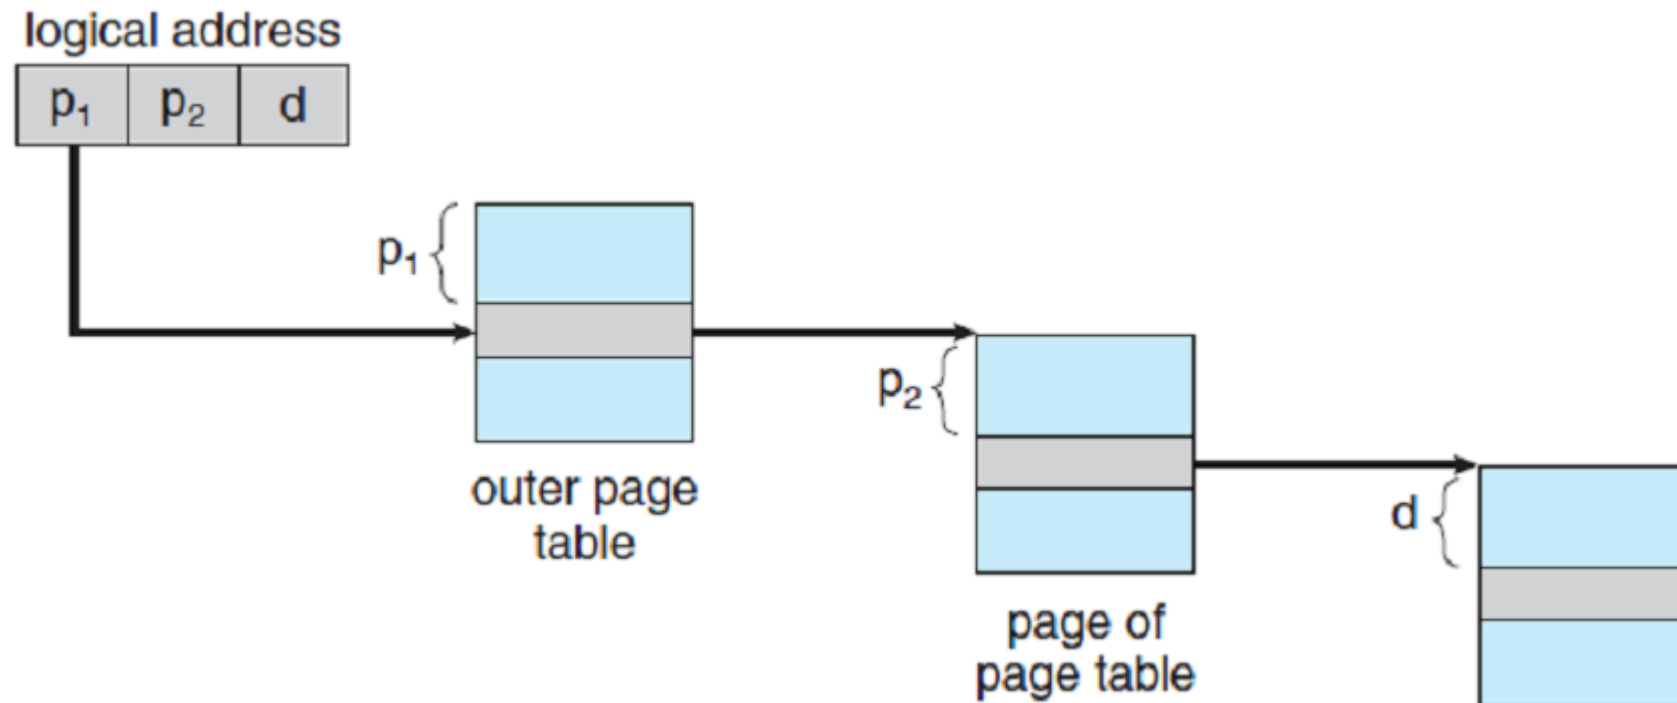 logical address
p₁ p₂ d
p₁
p₂
d
outer page
table
page of
page table